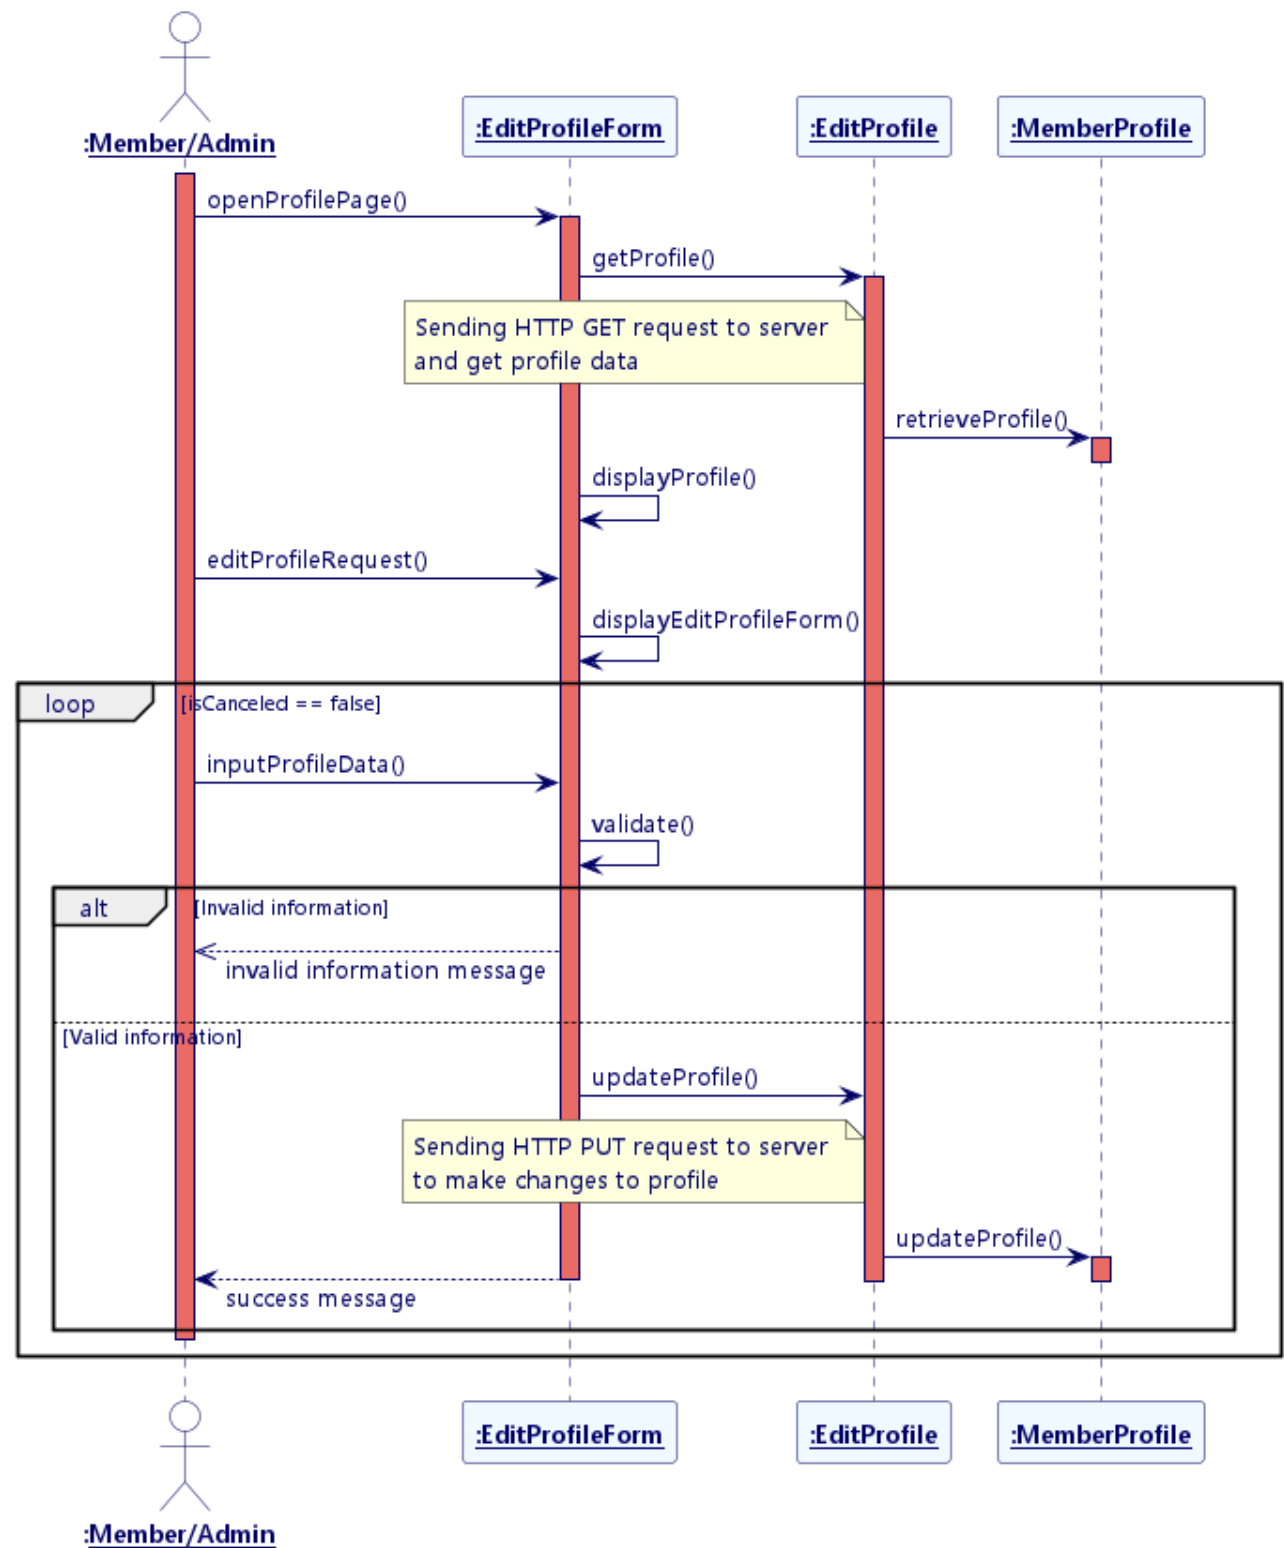 :Member/Admin
:EditProfileForm
:EditProfile
:MemberProfile
openProfilePage()
getProfile()
Sending HTTP GET request to server
and get profile data
retrieveProfile()
displayProfile()
editProfileRequest()
displayEditProfileForm()
loop
[isCanceled == false]
inputProfileData()
validate()
alt
[Invalid information]
invalid information message
[Valid information]
updateProfile()
Sending HTTP PUT request to server
to make changes to profile
updateProfile()
success message
:EditProfileForm
:EditProfile
:MemberProfile
:Member/Admin